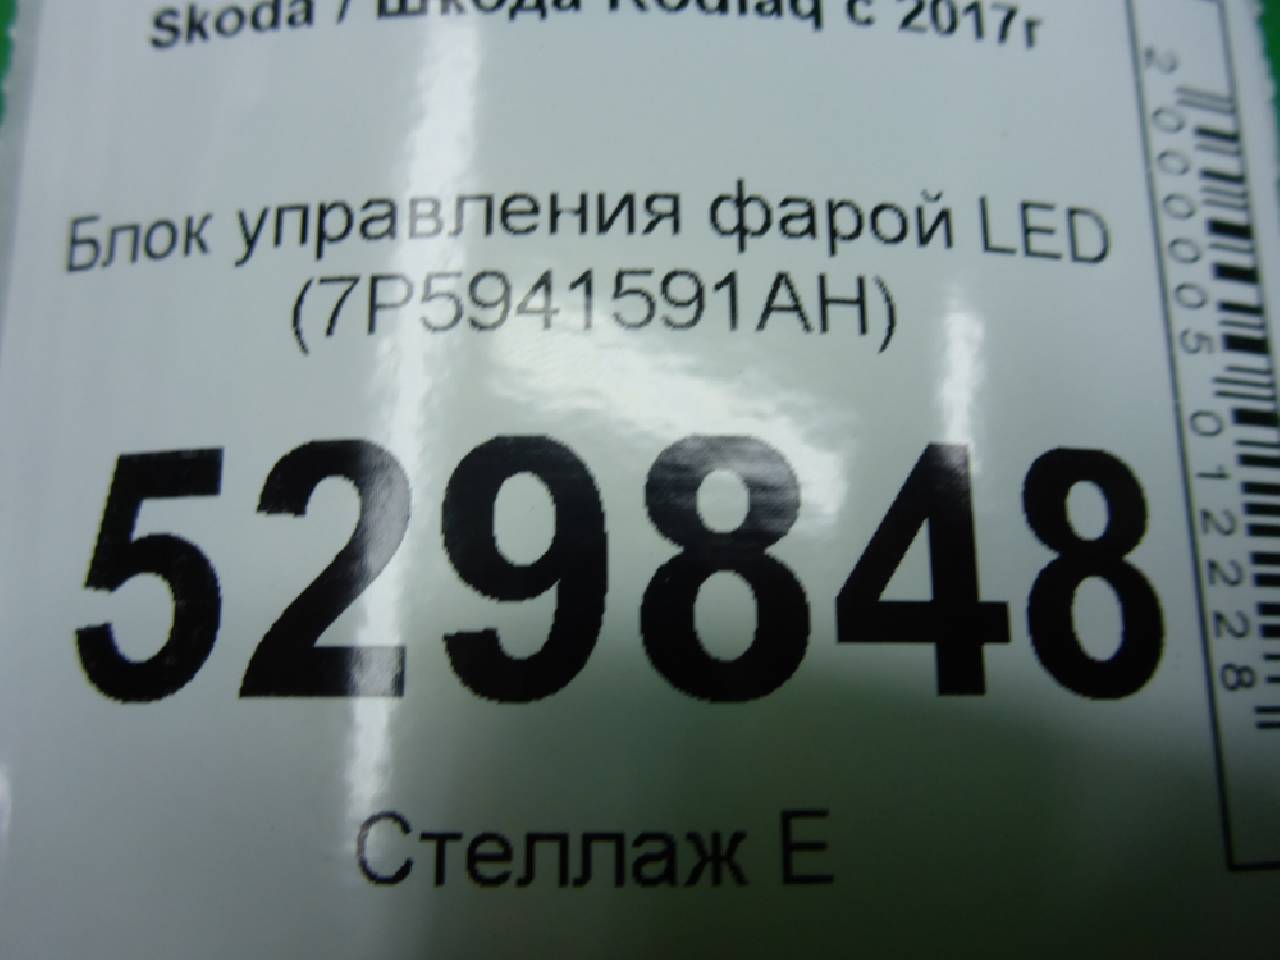 Skoda / Шкода Kodiaq с 2017г
Блок управления фарой LED
(7P5941591AH)
529848
Стеллаж E
2000005012228